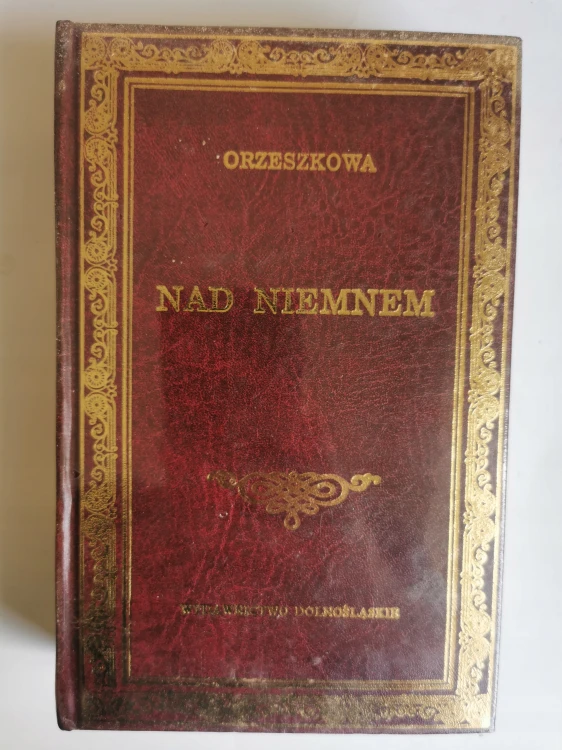 ORZESZKOWA
NAD NIEMNEM
WYDAWNICTWO DOLNOŚLĄSKIE